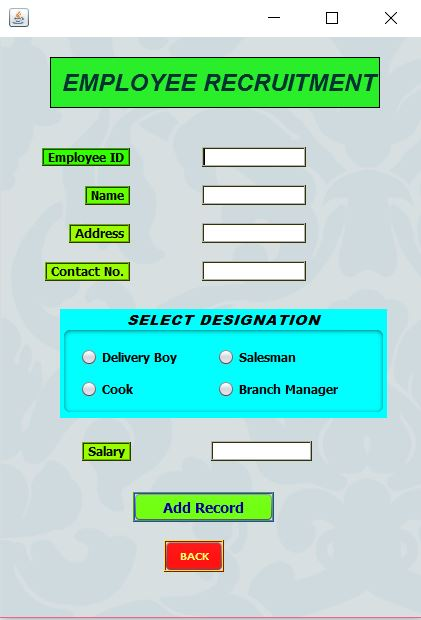 EMPLOYEE RECRUITMENT
Employee ID
Name
Address
Contact No.
SELECT DESIGNATION
Delivery Boy Salesman
Cook Branch Manager
Salary
Add Record
BACK